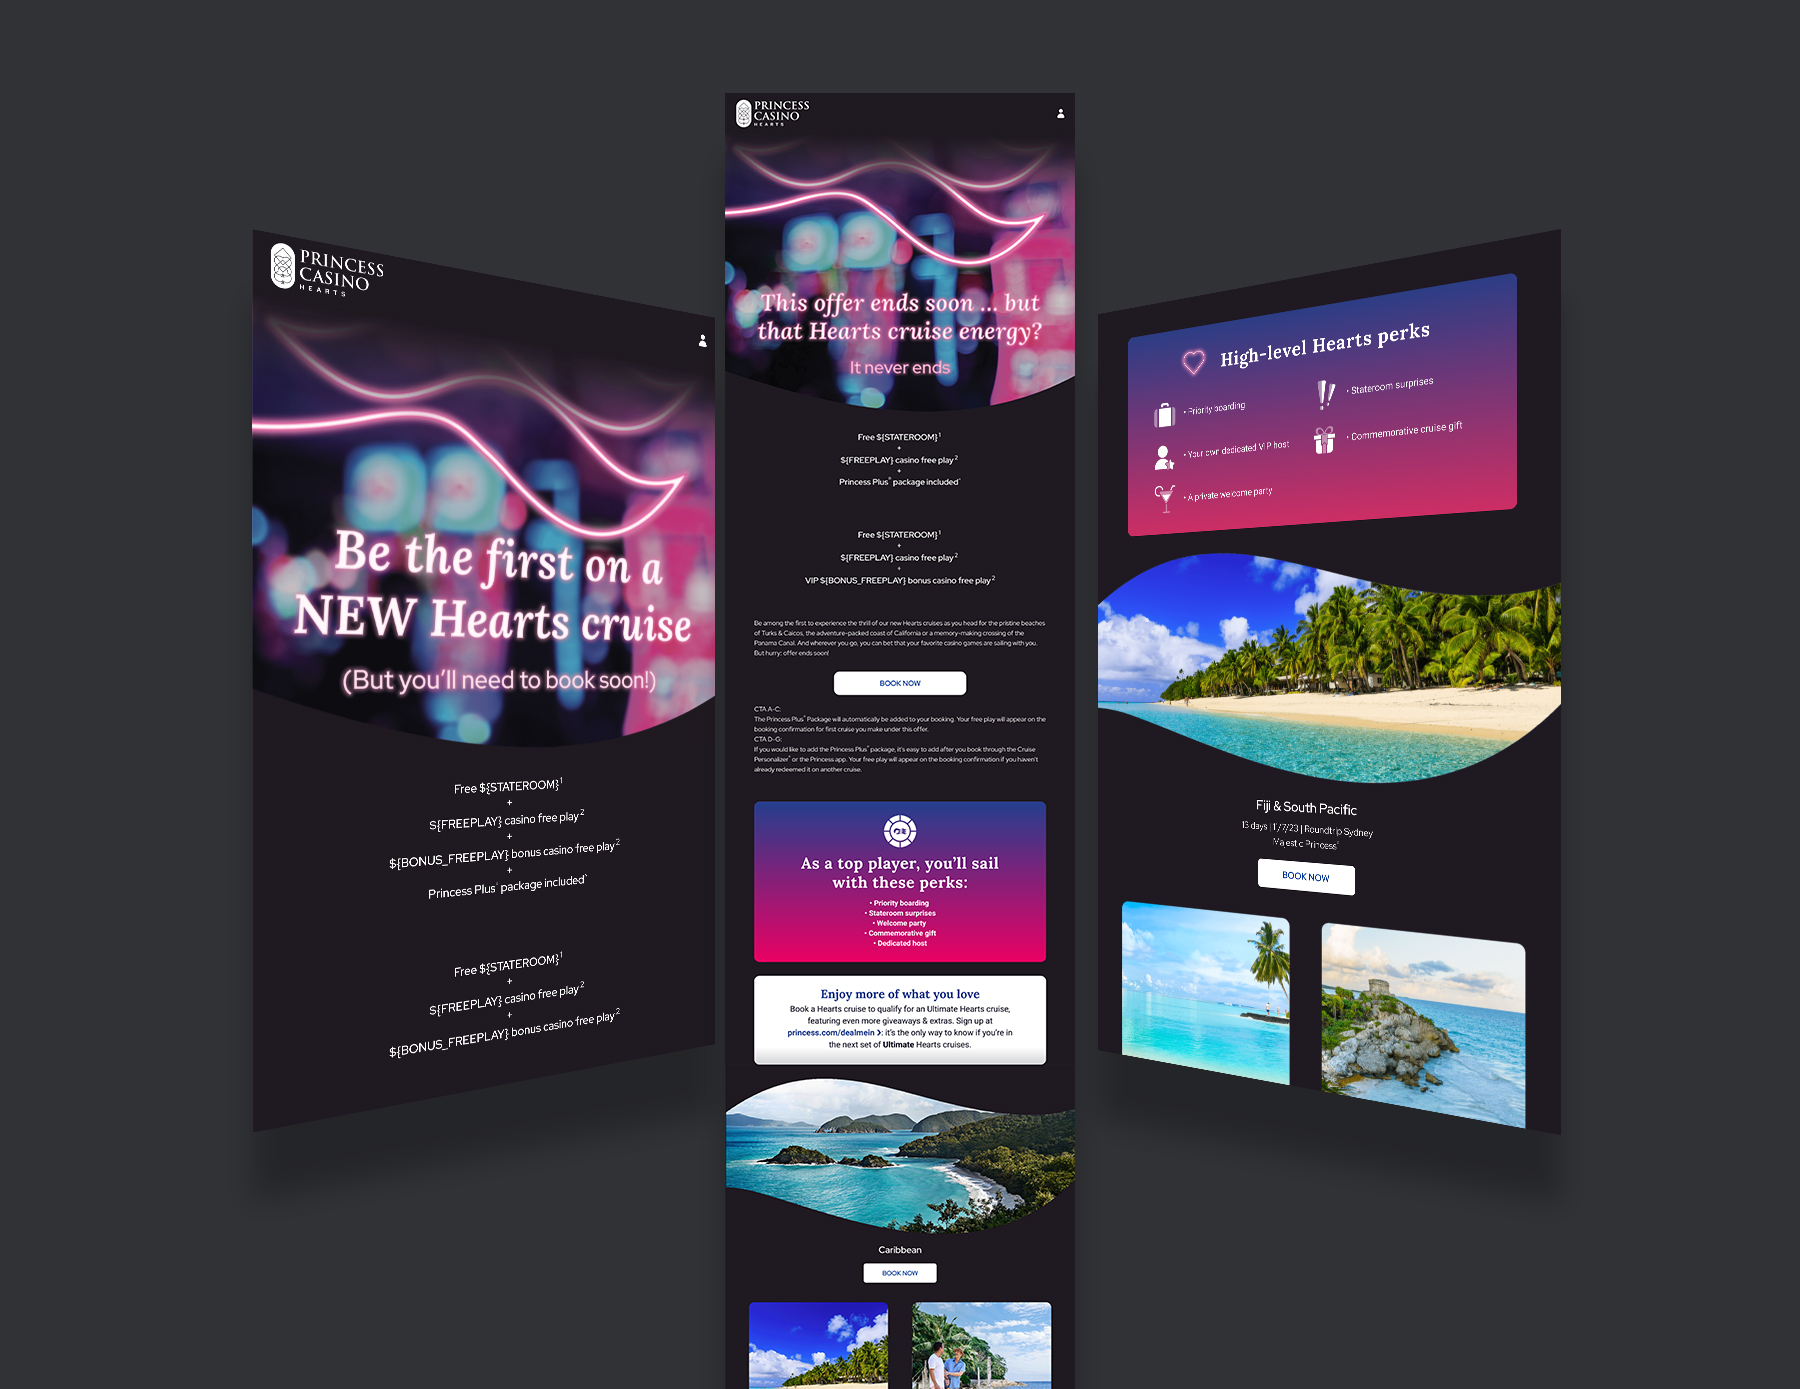 PRINCESS
CASINO
HEARTS
Be the first on a
NEW Hearts cruise
(But you'll need to book soon!)
Free ${STATEROOM}¹
+
${FREEPLAY} casino free play²
+
${BONUS_FREEPLAY} bonus casino free play²
+
Princess Plus® package included^
Free ${STATEROOM}¹
+
${FREEPLAY} casino free play²
+
${BONUS_FREEPLAY} bonus casino free play²
PRINCESS
CASINO
HEARTS
This offer ends soon ... but
that Hearts cruise energy?
It never ends
Free ${STATEROOM}¹
+
${FREEPLAY} casino free play²
+
Princess Plus® package included^
Free ${STATEROOM}¹
+
${FREEPLAY} casino free play²
+
VIP ${BONUS_FREEPLAY} bonus casino free play²
Be among the first to experience the thrill of our new Hearts cruises as you head for the pristine beaches
of Turks & Caicos, the adventure-packed coast of California or a memory-making crossing of the
Panama Canal. And wherever you go, you can bet that your favorite casino games are sailing with you.
But hurry: offer ends soon!
BOOK NOW
CTA A-C:
The Princess Plus® Package will automatically be added to your booking. Your free play will appear on the
booking confirmation for first cruise you make under this offer.
CTA D-G:
If you would like to add the Princess Plus® package, it's easy to add after you book through the Cruise
Personalizer® or the Princess app. Your free play will appear on the booking confirmation if you haven't
already redeemed it on another cruise.
As a top player, you'll sail
with these perks:
• Priority boarding
• Stateroom surprises
• Welcome party
• Commemorative gift
• Dedicated host
Enjoy more of what you love
Book a Hearts cruise to qualify for an Ultimate Hearts cruise,
featuring even more giveaways & extras. Sign up at
princess.com/dealmein >: it's the only way to know if you're in
the next set of Ultimate Hearts cruises.
Caribbean
BOOK NOW
High-level Hearts perks
• Priority boarding
• Your own dedicated VIP host
• A private welcome party
• Stateroom surprises
• Commemorative cruise gift
Fiji & South Pacific
13 days | 11/7/23 | Roundtrip Sydney
Majestic Princess®
BOOK NOW